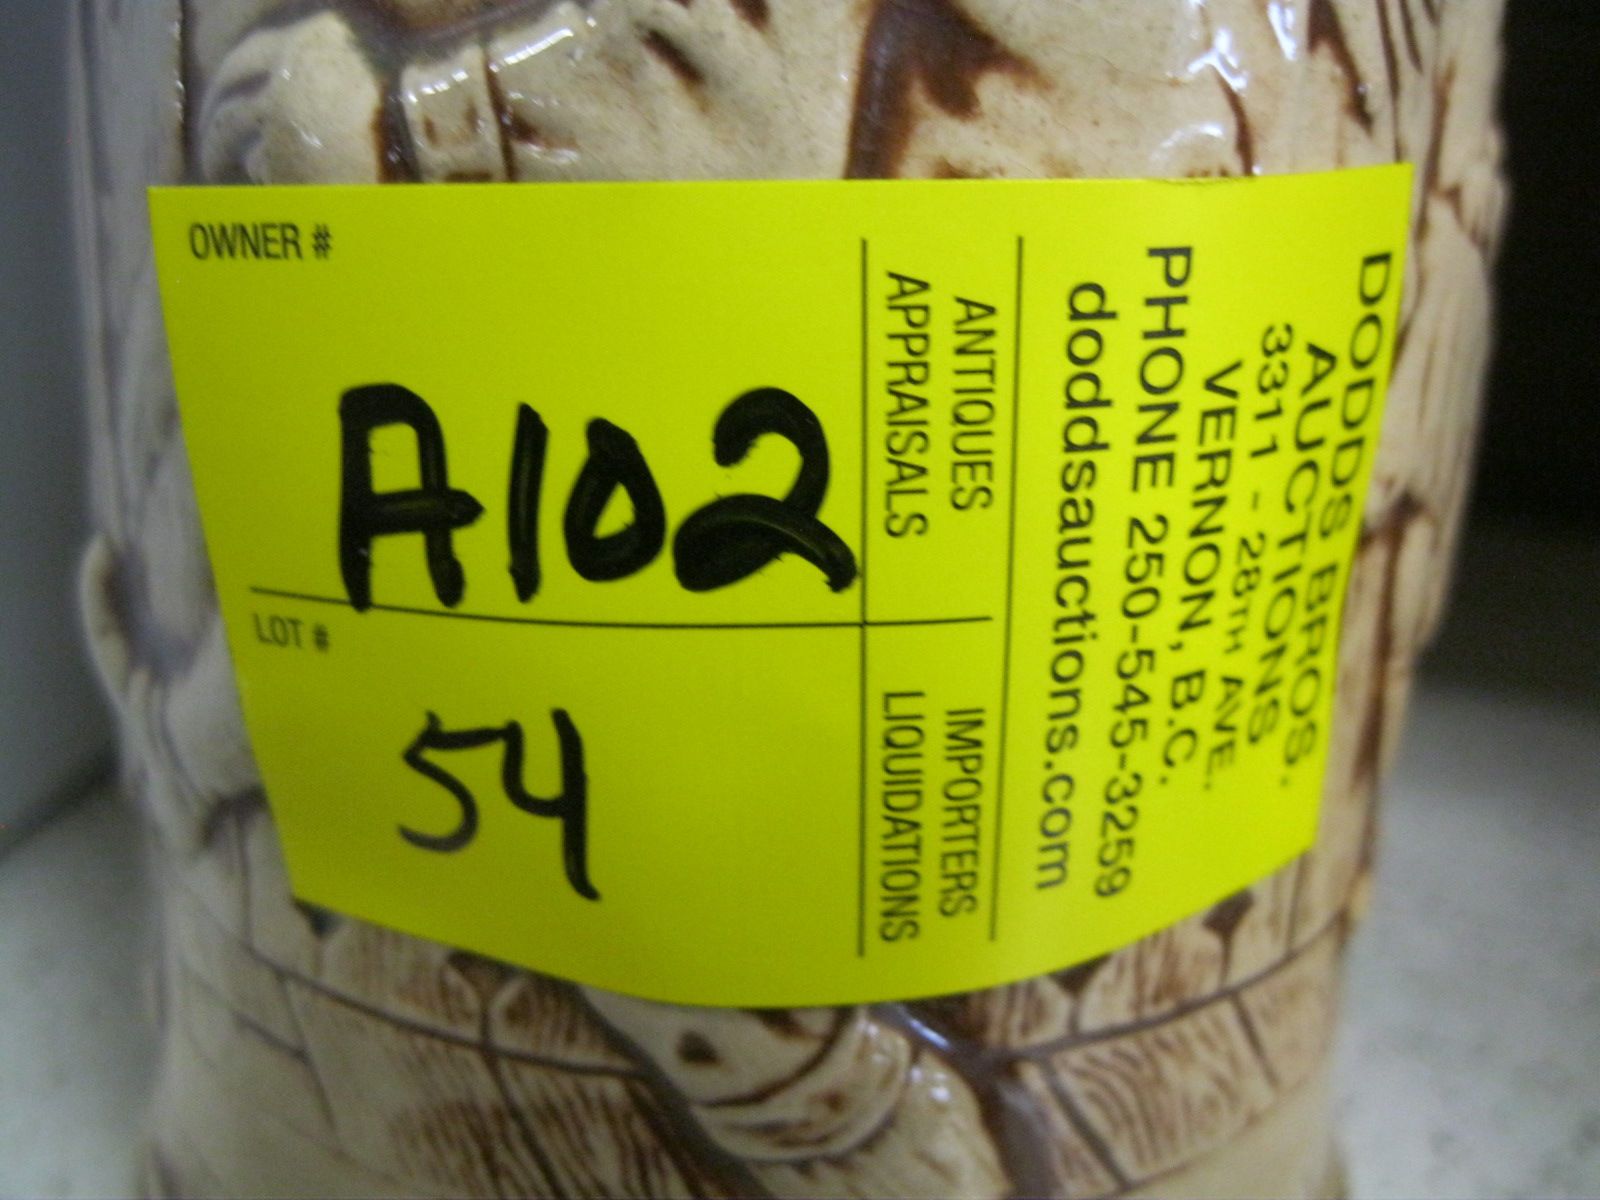 OWNER #
A102
LOT #
54
ANTIQUES
APPRAISALS
IMPORTERS
LIQUIDATIONS
DODDS BROS.
AUCTIONS
3311 - 28TH AVE.
VERNON, B.C.
PHONE 250-545-3259
doddsauctions.com